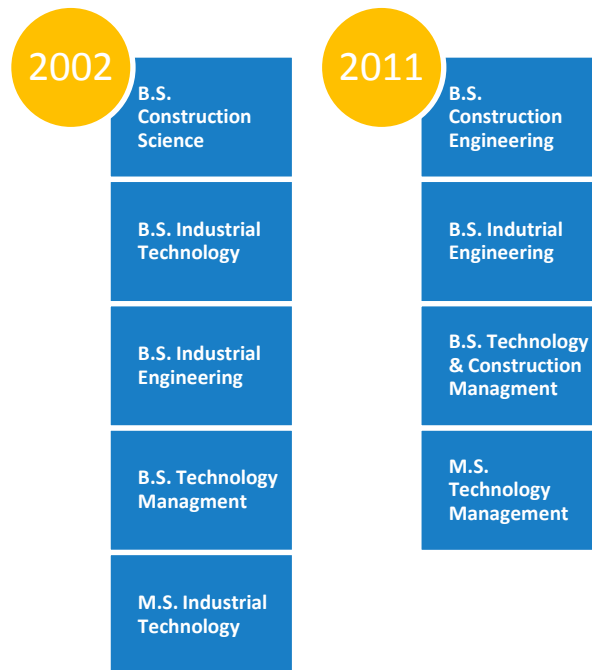 2002
B.S.
Construction
Science
B.S. Industrial
Technology
B.S. Industrial
Engineering
B.S. Technology
Managment
M.S. Industrial
Technology
2011
B.S.
Construction
Engineering
B.S. Indutrial
Engineering
B.S. Technology
& Construction
Managment
M.S.
Technology
Management